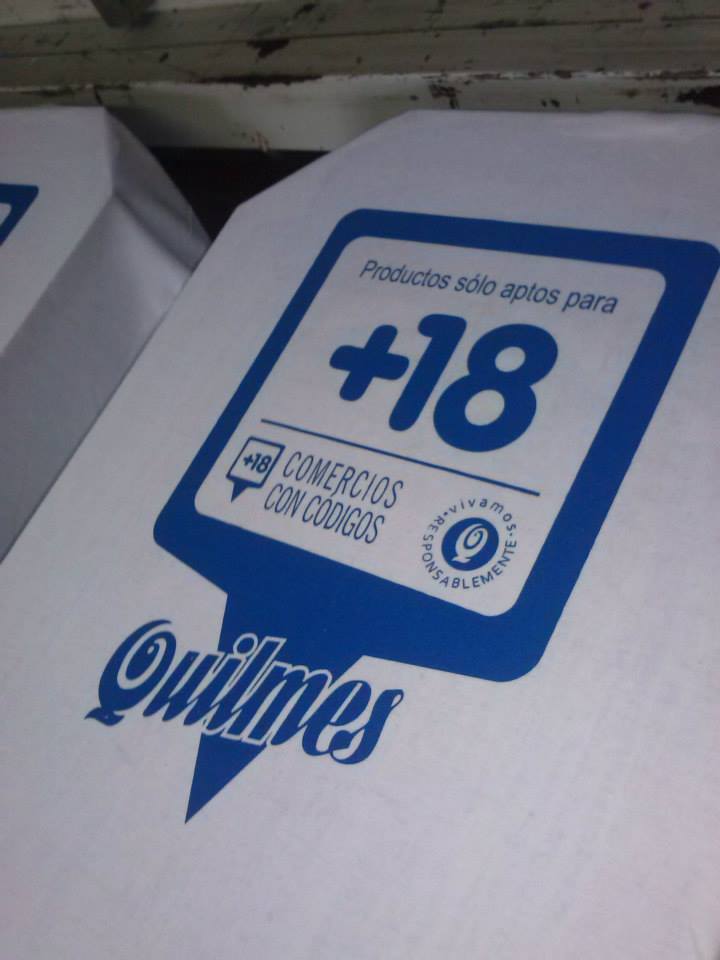 Productos sólo aptos para
+18
+18
COMERCIOS
CON CODIGOS
• vivamos •
RESPONSABLEMENTE
Q
Quilmes